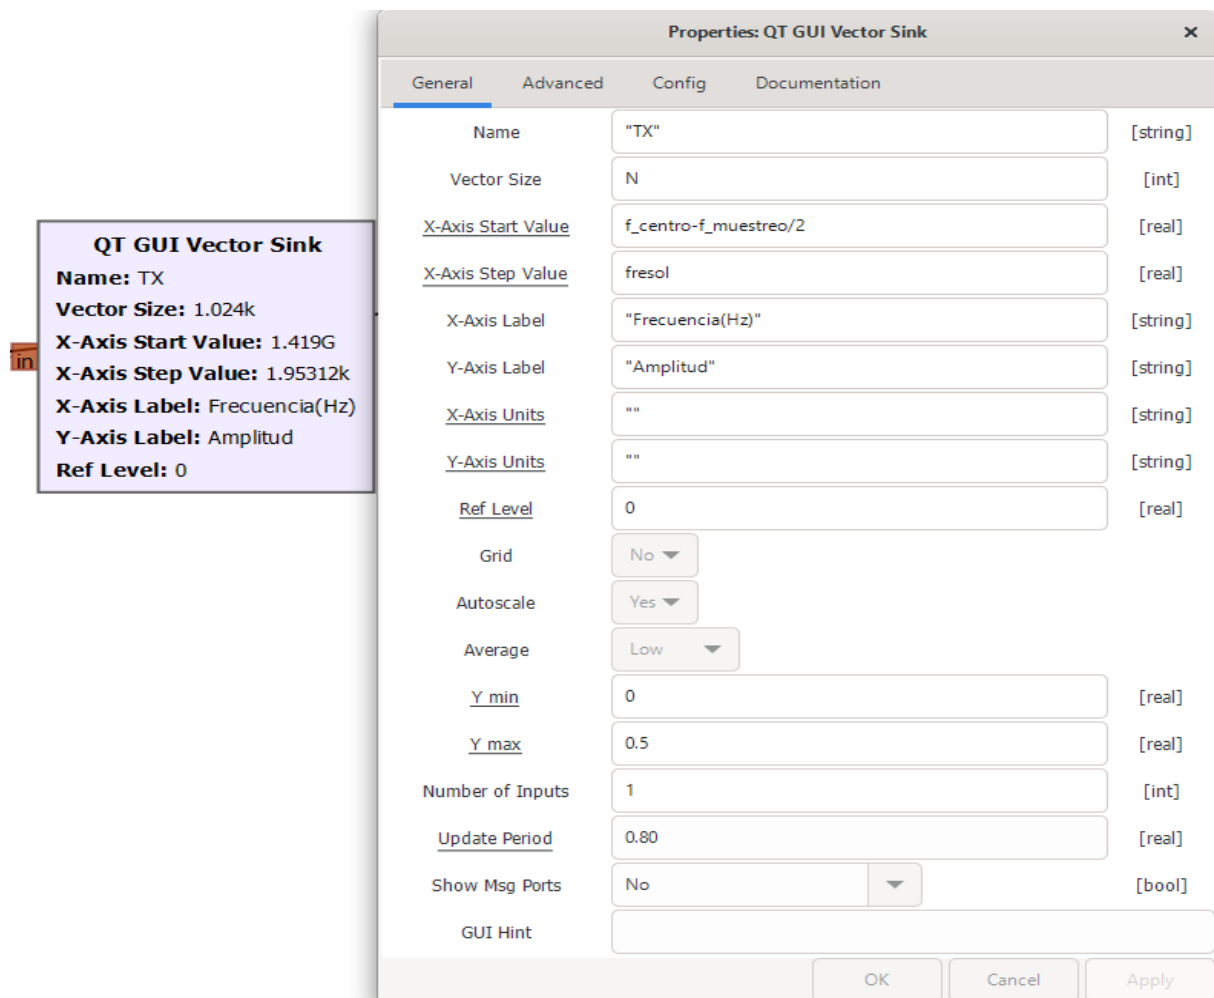 Properties: QT GUI Vector Sink ×
General Advanced Config Documentation
Name "TX" [string]
Vector Size N [int]
X-Axis Start Value f_centro-f_muestreo/2 [real]
X-Axis Step Value fresol [real]
X-Axis Label "Frecuencia(Hz)" [string]
Y-Axis Label "Amplitud" [string]
X-Axis Units "" [string]
Y-Axis Units "" [string]
Ref Level 0 [real]
Grid No
Autoscale Yes
Average Low
Y min 0 [real]
Y max 0.5 [real]
Number of Inputs 1 [int]
Update Period 0.80 [real]
Show Msg Ports No [bool]
GUI Hint
OK Cancel Apply
in
QT GUI Vector Sink
Name: TX
Vector Size: 1.024k
X-Axis Start Value: 1.419G
X-Axis Step Value: 1.95312k
X-Axis Label: Frecuencia(Hz)
Y-Axis Label: Amplitud
Ref Level: 0